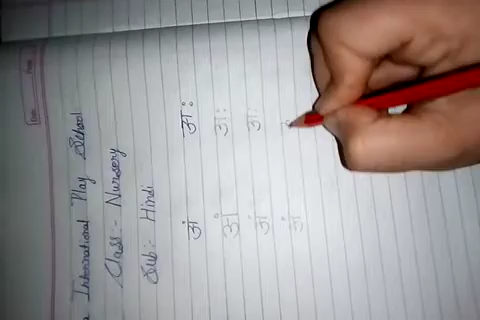 International Play School
Class:- Nursery
Sub:- Hindi
अं अः
अं अः
अं अः
अं